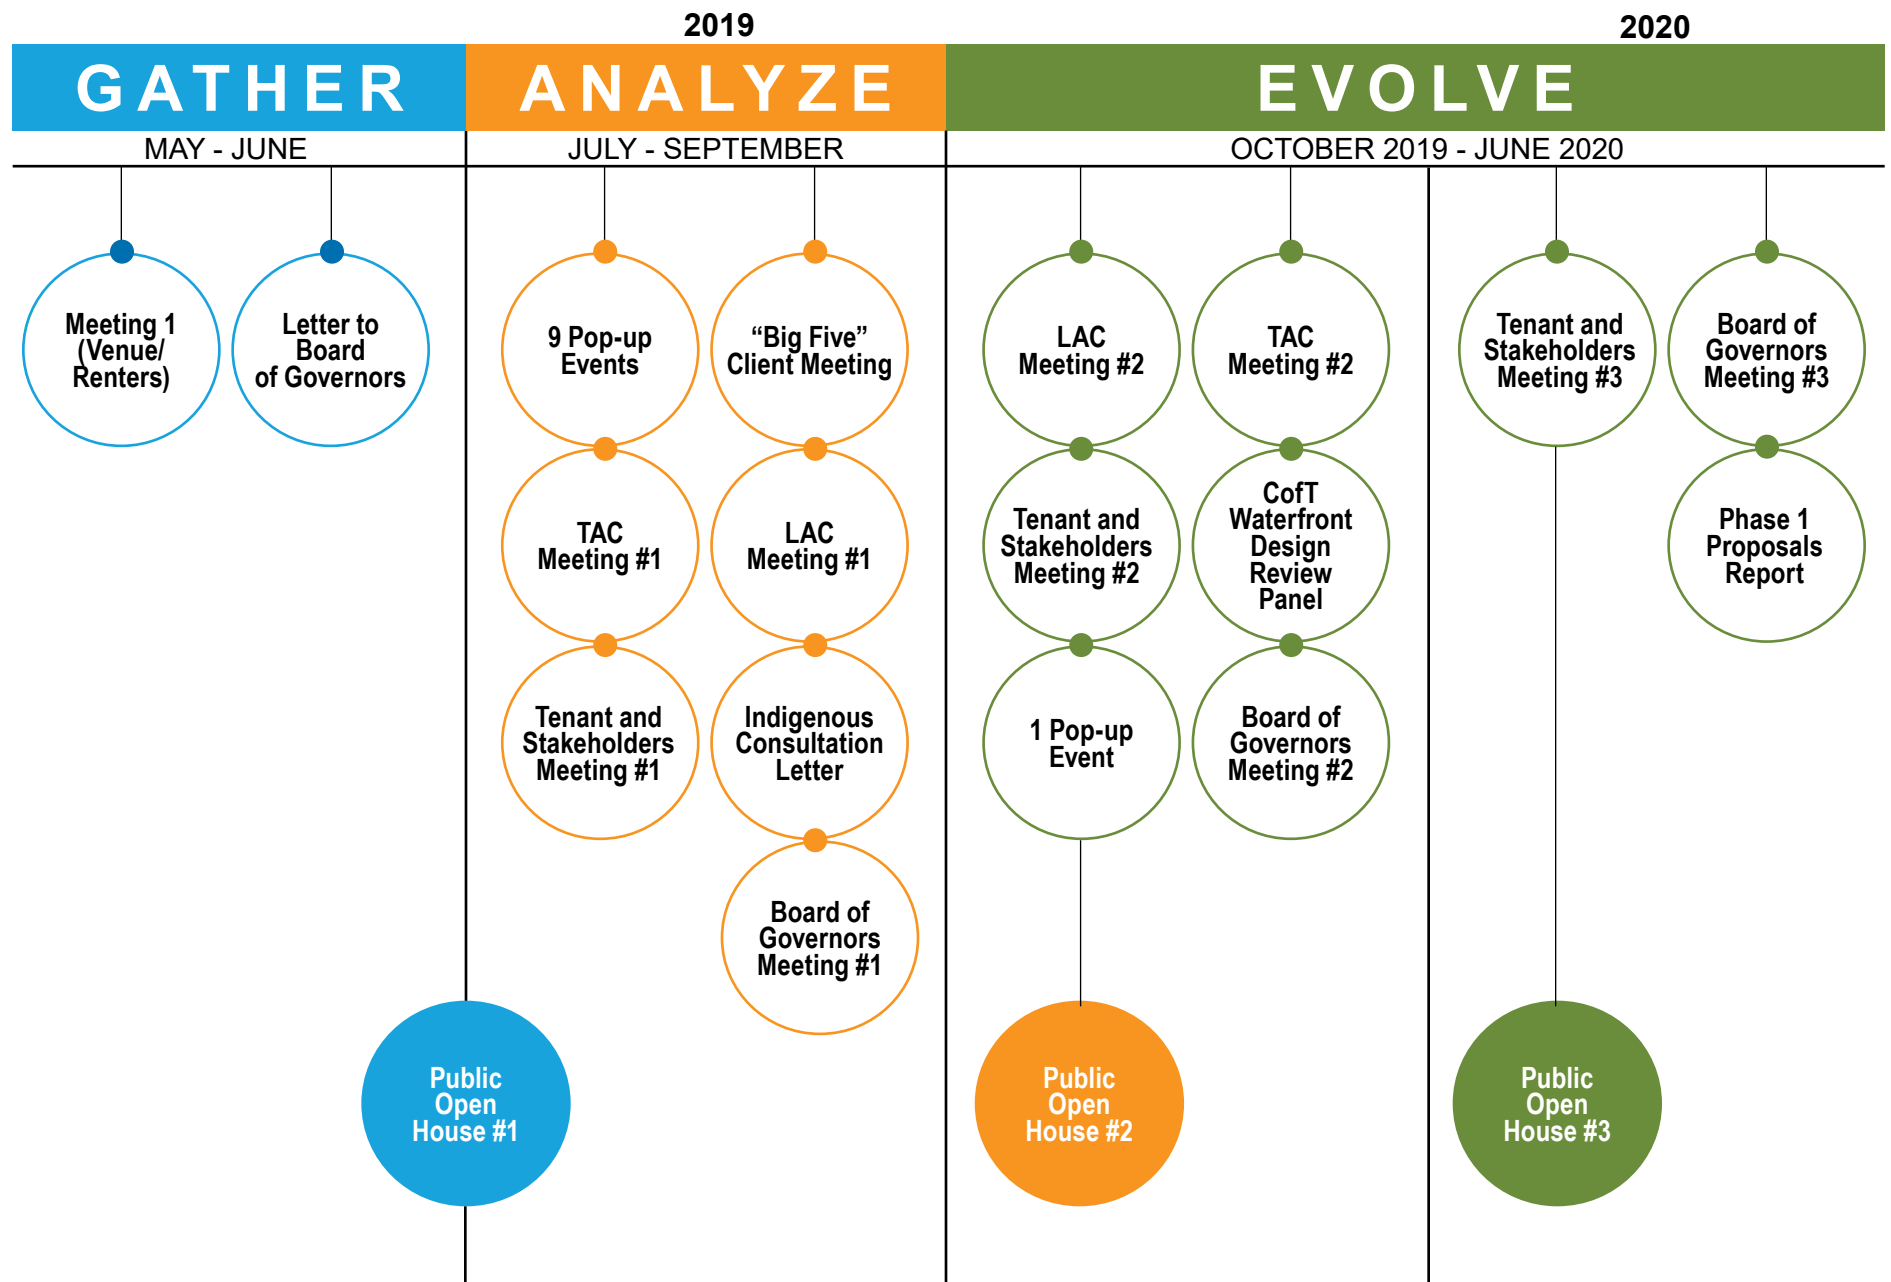 2019
2020
GATHER
ANALYZE
EVOLVE
MAY - JUNE
JULY - SEPTEMBER
OCTOBER 2019 - JUNE 2020
Meeting 1
(Venue/
Renters)
Letter to
Board
of Governors
9 Pop-up
Events
“Big Five”
Client Meeting
LAC
Meeting #2
TAC
Meeting #2
Tenant and
Stakeholders
Meeting #3
Board of
Governors
Meeting #3
TAC
Meeting #1
LAC
Meeting #1
Tenant and
Stakeholders
Meeting #2
CofT
Waterfront
Design
Review
Panel
Phase 1
Proposals
Report
Tenant and
Stakeholders
Meeting #1
Indigenous
Consultation
Letter
1 Pop-up
Event
Board of
Governors
Meeting #2
Board of
Governors
Meeting #1
Public
Open
House #1
Public
Open
House #2
Public
Open
House #3